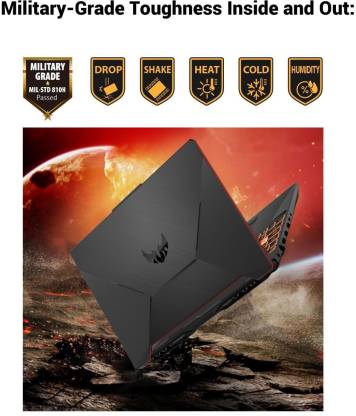 Military-Grade Toughness Inside and Out:
MILITARY
GRADE
MIL-STD 810H
Passed
DROP
SHAKE
HEAT
COLD
HUMIDITY
%